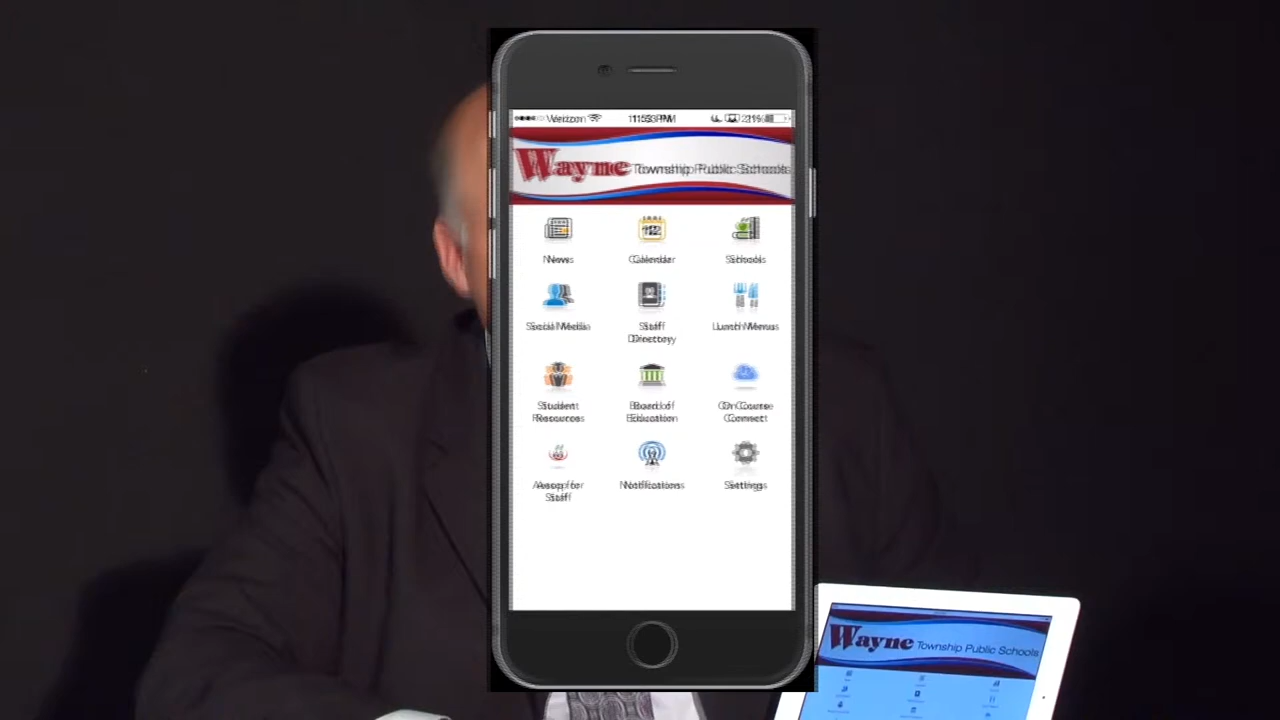 Verizon
Wayne Township Public Schools
News Calendar Schools
Social Media Staff Directory Lunch Menus
Student Resources Board of Education On Course Connect
Aesop for Staff Notifications Settings
Wayne Township Public Schools